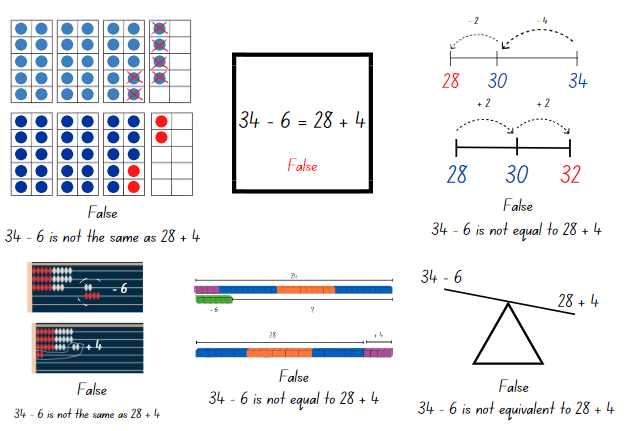 False
34 - 6 is not the same as 28 + 4
34 - 6 = 28 + 4
False
- 2
- 4
28
30
34
+ 2
+ 2
28
30
32
False
34 - 6 is not equal to 28 + 4
- 6
+ 4
False
34 - 6 is not the same as 28 + 4
34
- 6
?
28
+ 4
False
34 - 6 is not equal to 28 + 4
34 - 6
28 + 4
False
34 - 6 is not equivalent to 28 + 4